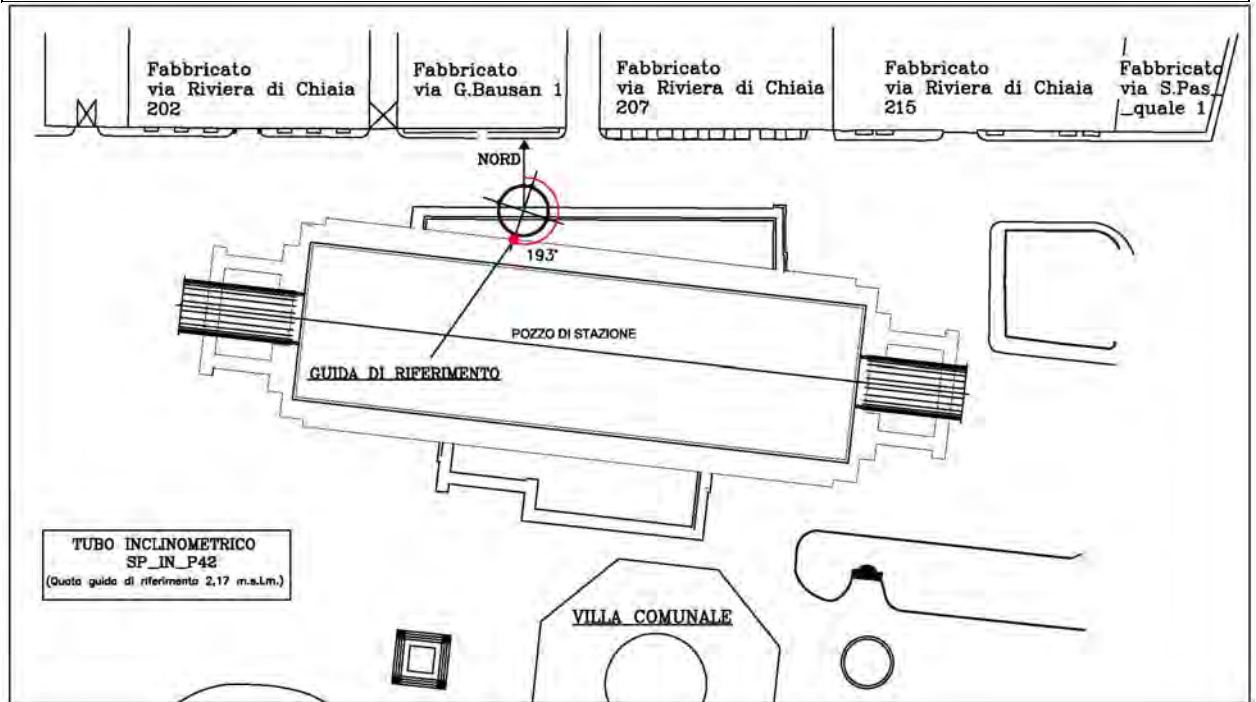 Fabbricato
via Riviera di Chiaia
202
Fabbricato
via G.Bausan 1
Fabbricato
via Riviera di Chiaia
207
Fabbricato
via Riviera di Chiaia
215
Fabbricato
via S.Pas_
_quale 1
NORD
193°
POZZO DI STAZIONE
GUIDA DI RIFERIMENTO
TUBO INCLINOMETRICO
SP_IN_P42
(Quota guida di riferimento 2,17 m.s.l.m.)
VILLA COMUNALE